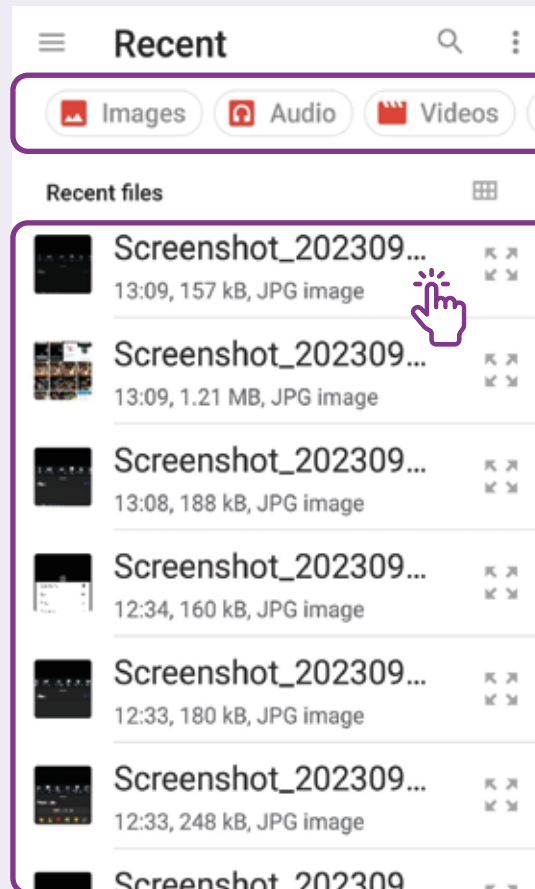 Recent
Images Audio Videos
Recent files
Screenshot_202309...
13:09, 157 kB, JPG image
Screenshot_202309...
13:09, 1.21 MB, JPG image
Screenshot_202309...
13:08, 188 kB, JPG image
Screenshot_202309...
12:34, 160 kB, JPG image
Screenshot_202309...
12:33, 180 kB, JPG image
Screenshot_202309...
12:33, 248 kB, JPG image
Screenshot_202309